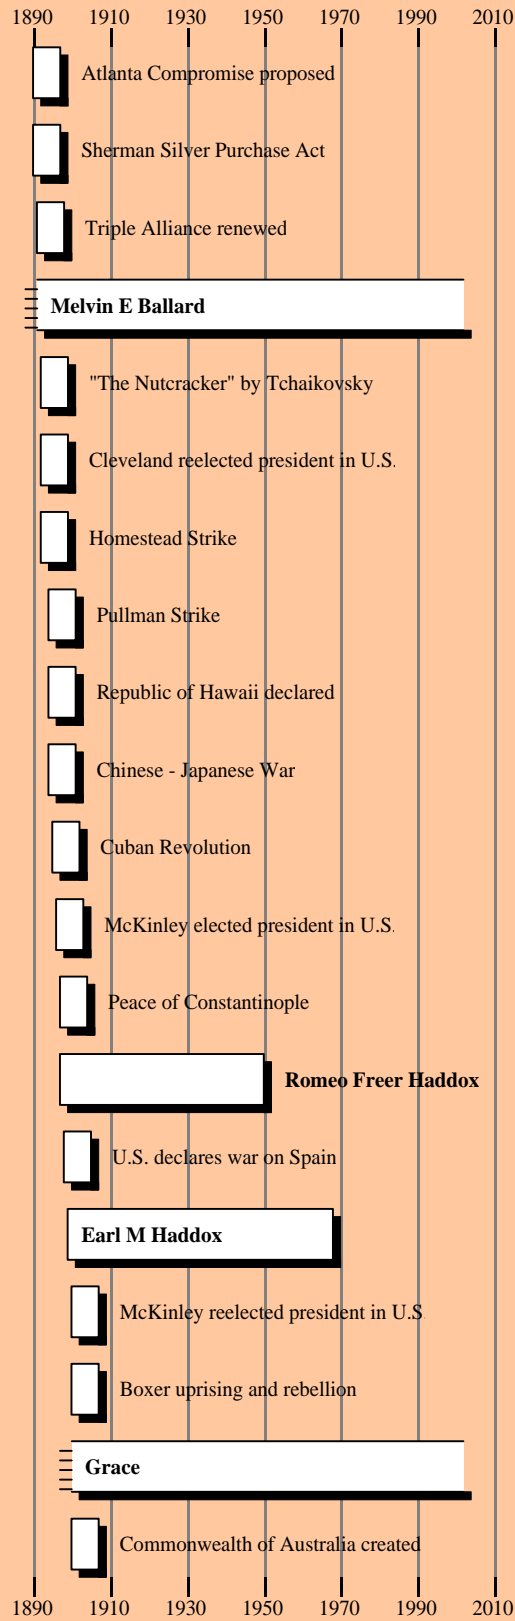 1890 1910 1930 1950 1970 1990 2010
Atlanta Compromise proposed
Sherman Silver Purchase Act
Triple Alliance renewed
Melvin E Ballard
"The Nutcracker" by Tchaikovsky
Cleveland reelected president in U.S.
Homestead Strike
Pullman Strike
Republic of Hawaii declared
Chinese - Japanese War
Cuban Revolution
McKinley elected president in U.S.
Peace of Constantinople
Romeo Freer Haddox
U.S. declares war on Spain
Earl M Haddox
McKinley reelected president in U.S
Boxer uprising and rebellion
Grace
Commonwealth of Australia created
1890 1910 1930 1950 1970 1990 2010